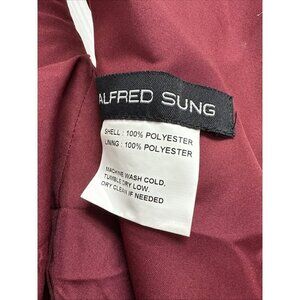 ALFRED SUNG
SHELL : 100% POLYESTER
LINING : 100% POLYESTER
MACHINE WASH COLD.
TUMBLE DRY LOW.
DRY CLEAN IF NEEDED